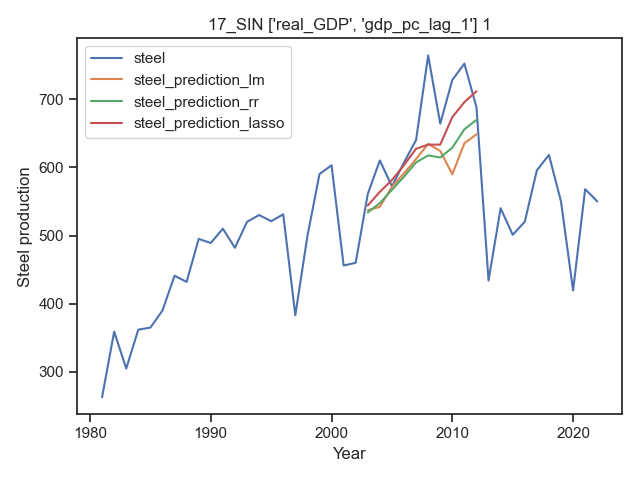 17_SIN ['real_GDP', 'gdp_pc_lag_1'] 1
steel
steel_prediction_lm
steel_prediction_rr
steel_prediction_lasso
Steel production
700
600
500
400
300
1980
1990
2000
2010
2020
Year